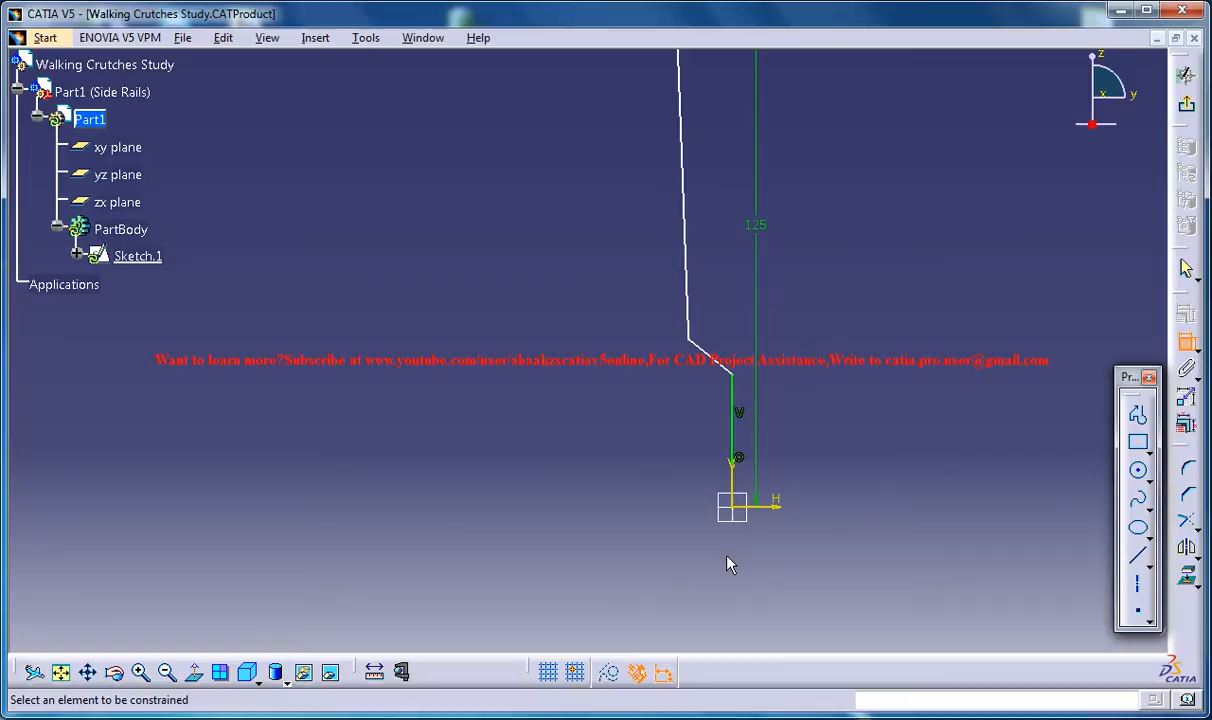 CATIA V5 - [Walking Crutches Study.CATProduct]
Start ENOVIA V5 VPM File Edit View Insert Tools Window Help
Walking Crutches Study
Part1 (Side Rails)
Part1
xy plane
yz plane
zx plane
PartBody
Sketch.1
Applications
z
x
y
125
Want to learn more?Subscribe at www.youtube.com/user/shaakzscatiav5online,For CAD Project Assistance,Write to catia.pro.user@gmail.com
Pr...
V
H
CATIA
Select an element to be constrained